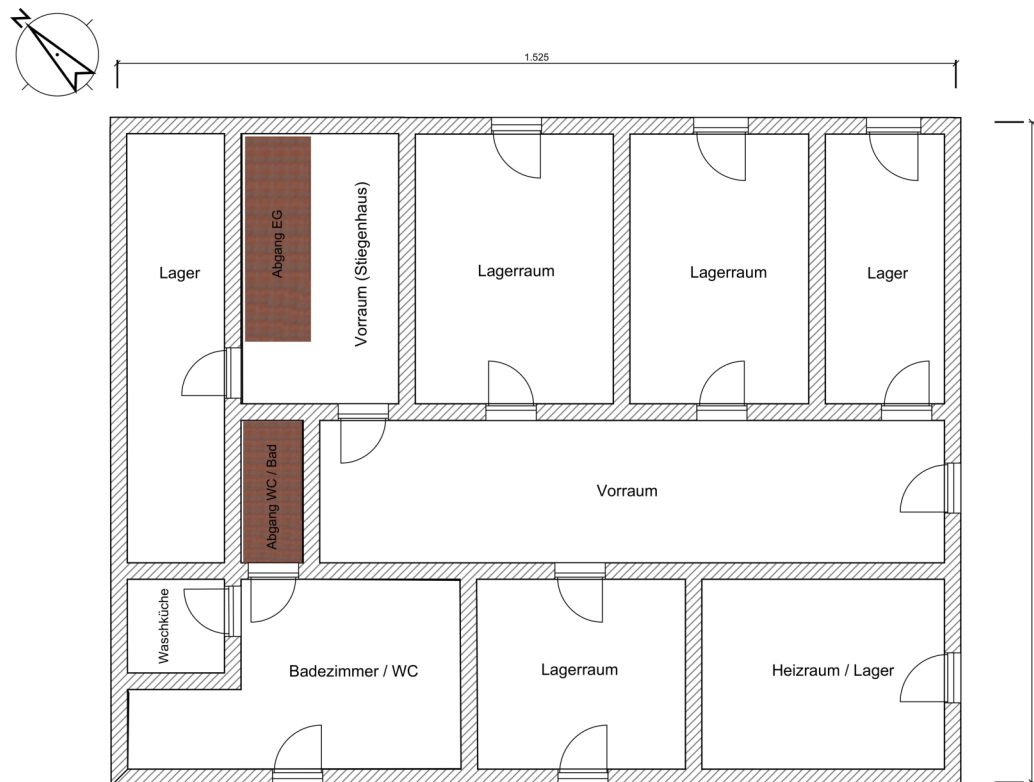 N
1.525
Lager
Abgang EG
Vorraum (Stiegenhaus)
Lagerraum
Lagerraum
Lager
Abgang WC / Bad
Vorraum
Waschküche
Badezimmer / WC
Lagerraum
Heizraum / Lager